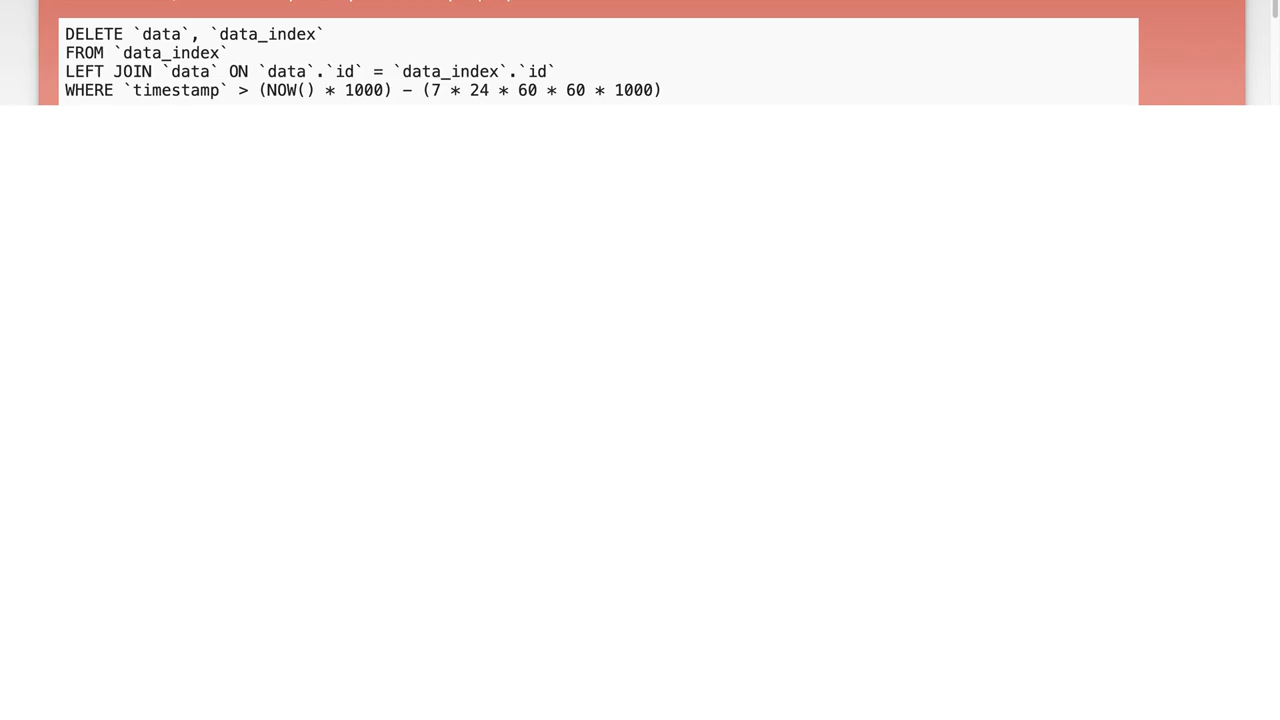 DELETE `data`, `data_index`
FROM `data_index`
LEFT JOIN `data` ON `data`.`id` = `data_index`.`id`
WHERE `timestamp` > (NOW() * 1000) - (7 * 24 * 60 * 60 * 1000)